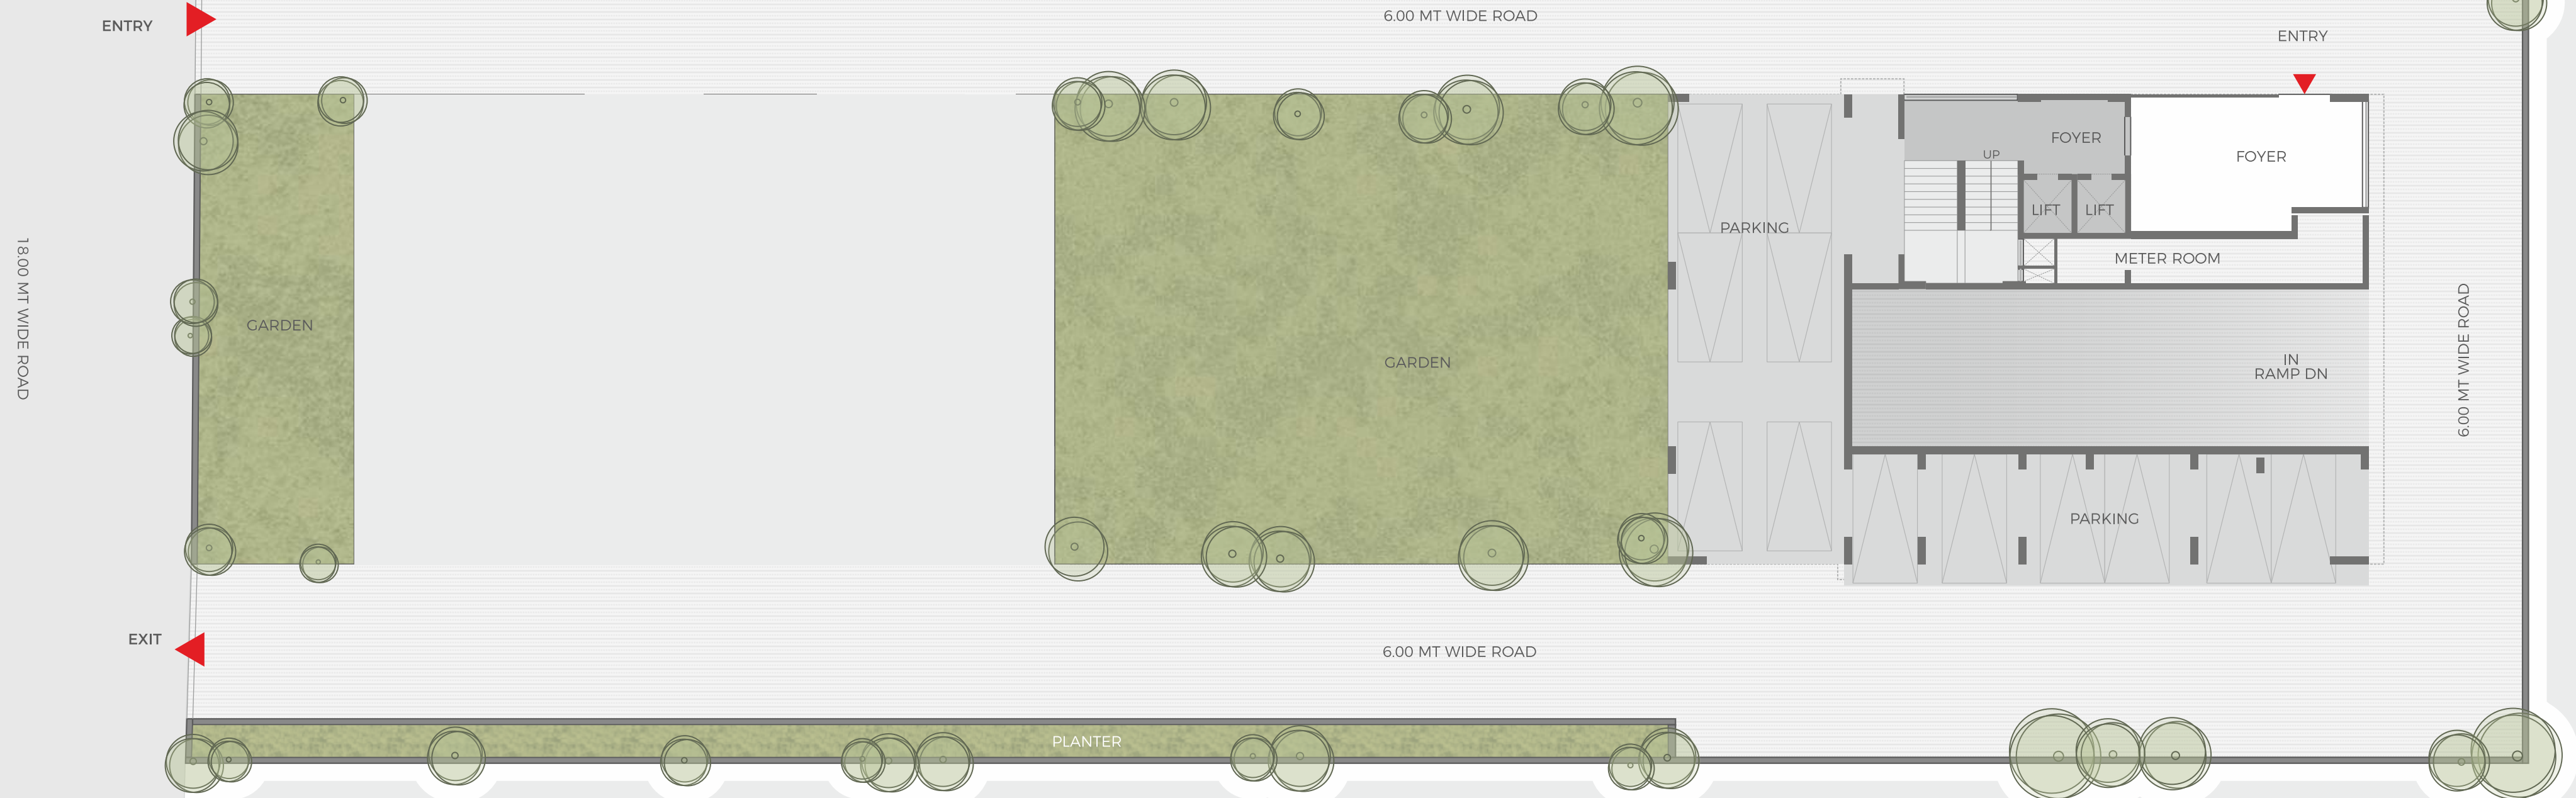 6.00 MT WIDE ROAD
ENTRY
ENTRY
FOYER
UP
FOYER
LIFT
LIFT
PARKING
METER ROOM
18.00 MT WIDE ROAD
GARDEN
GARDEN
IN
RAMP DN
6.00 MT WIDE ROAD
PARKING
EXIT
6.00 MT WIDE ROAD
PLANTER